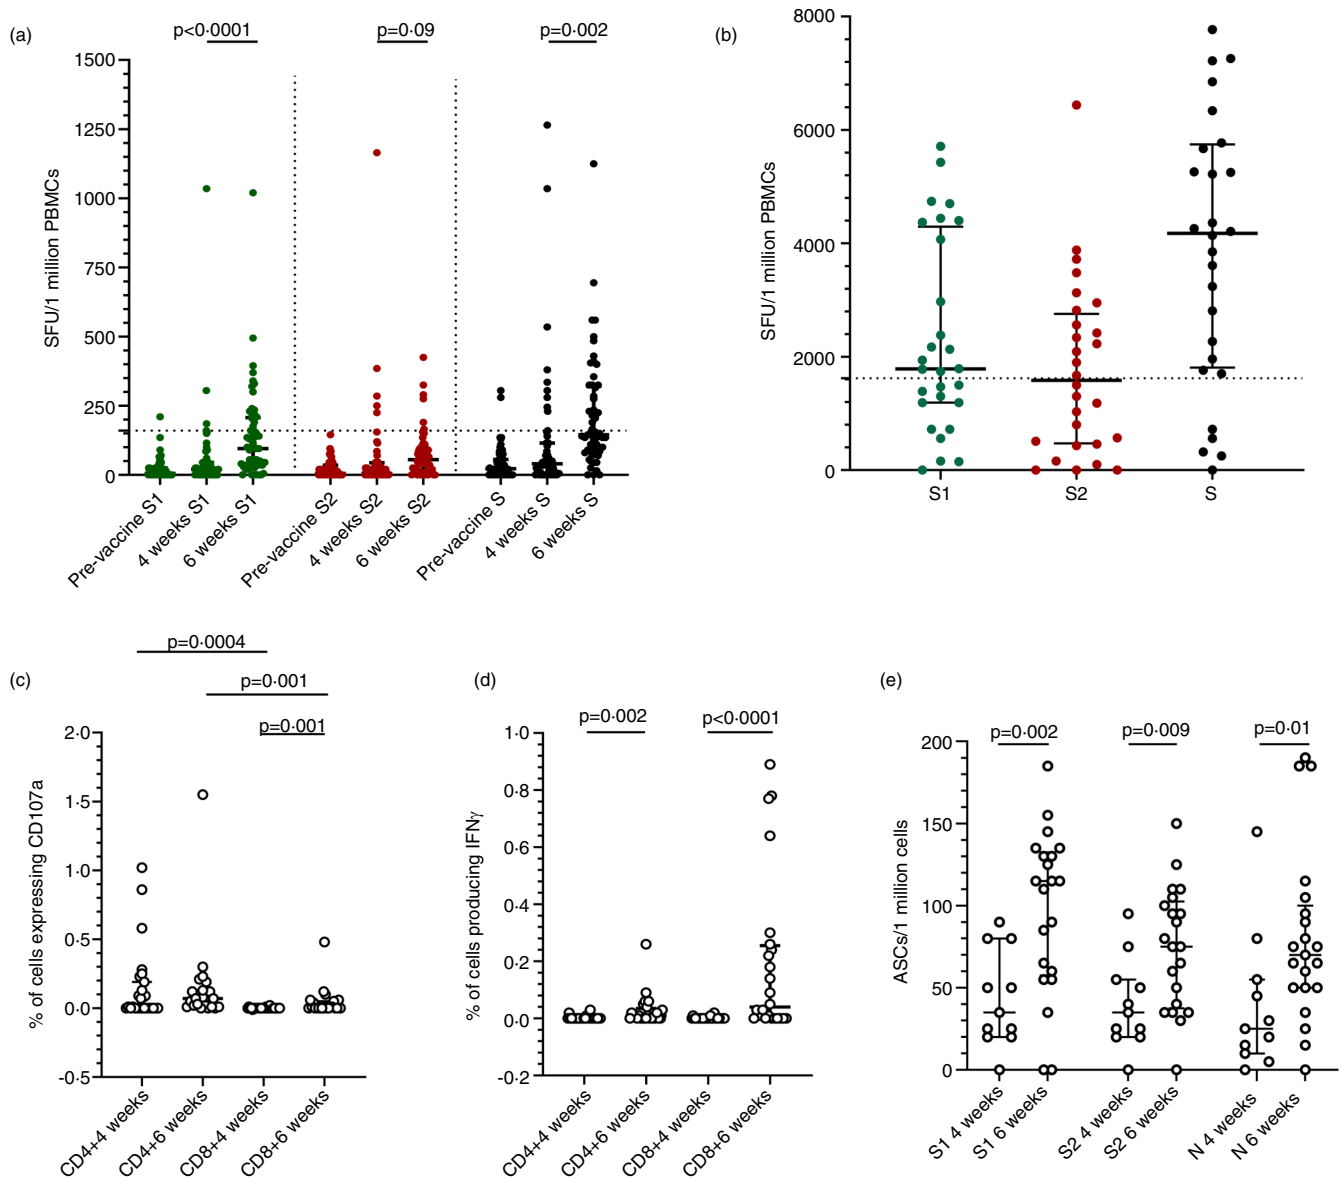 (a)
p<0·0001
p=0·09
p=0·002
SFU/1 million PBMCs
1500
1250
1000
750
500
250
0
Pre-vaccine S1
4 weeks S1
6 weeks S1
Pre-vaccine S2
4 weeks S2
6 weeks S2
Pre-vaccine S
4 weeks S
6 weeks S
(b)
SFU/1 million PBMCs
8000
6000
4000
2000
0
S1
S2
S
(c)
p=0·0004
p=0·001
p=0·001
% of cells expressing CD107a
2·0
1·5
1·0
0·5
0·0
-0·5
CD4+4 weeks
CD4+6 weeks
CD8+4 weeks
CD8+6 weeks
(d)
p=0·002
p<0·0001
% of cells producing IFNγ
1·0
0·8
0·6
0·4
0·2
0·0
-0·2
CD4+4 weeks
CD4+6 weeks
CD8+4 weeks
CD8+6 weeks
(e)
p=0·002
p=0·009
p=0·01
ASCs/1 million cells
200
150
100
50
0
S1 4 weeks
S1 6 weeks
S2 4 weeks
S2 6 weeks
N 4 weeks
N 6 weeks